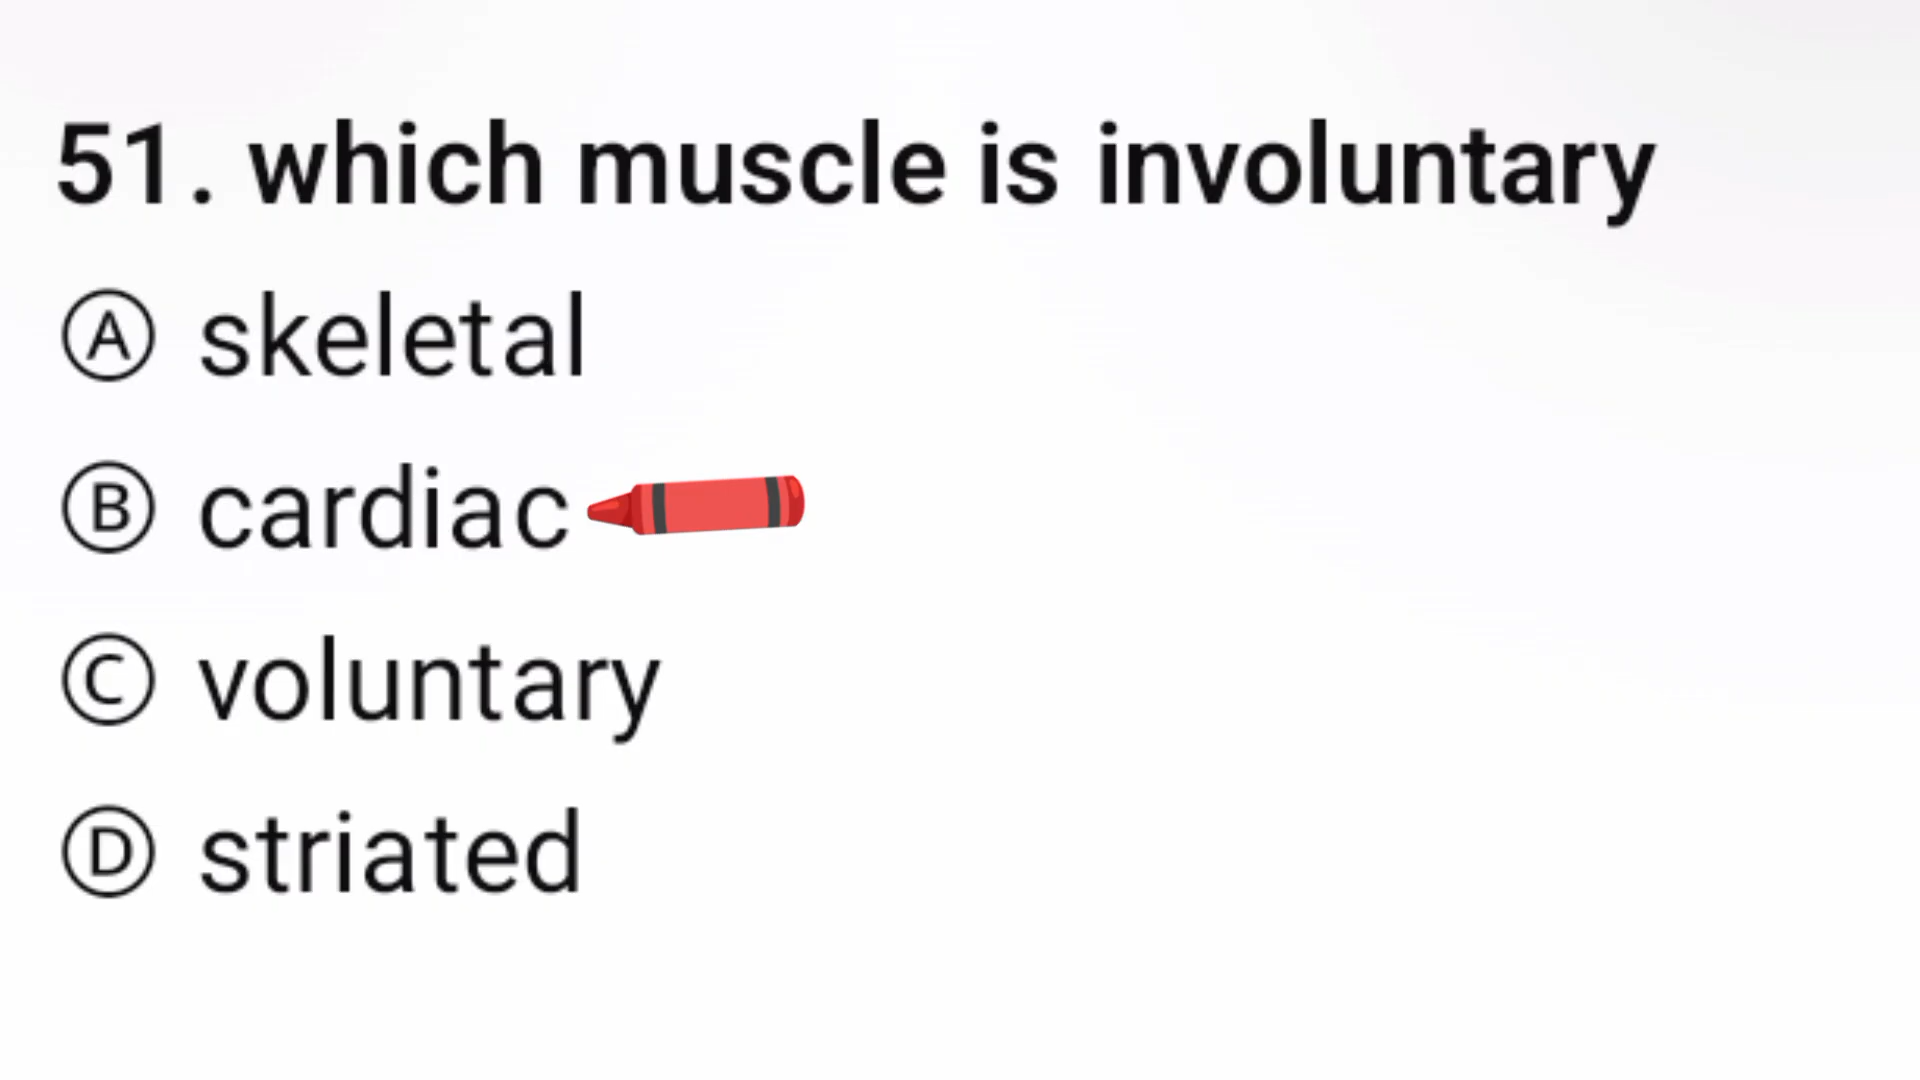 51. which muscle is involuntary
Ⓐ skeletal
Ⓑ cardiac
Ⓒ voluntary
Ⓓ striated